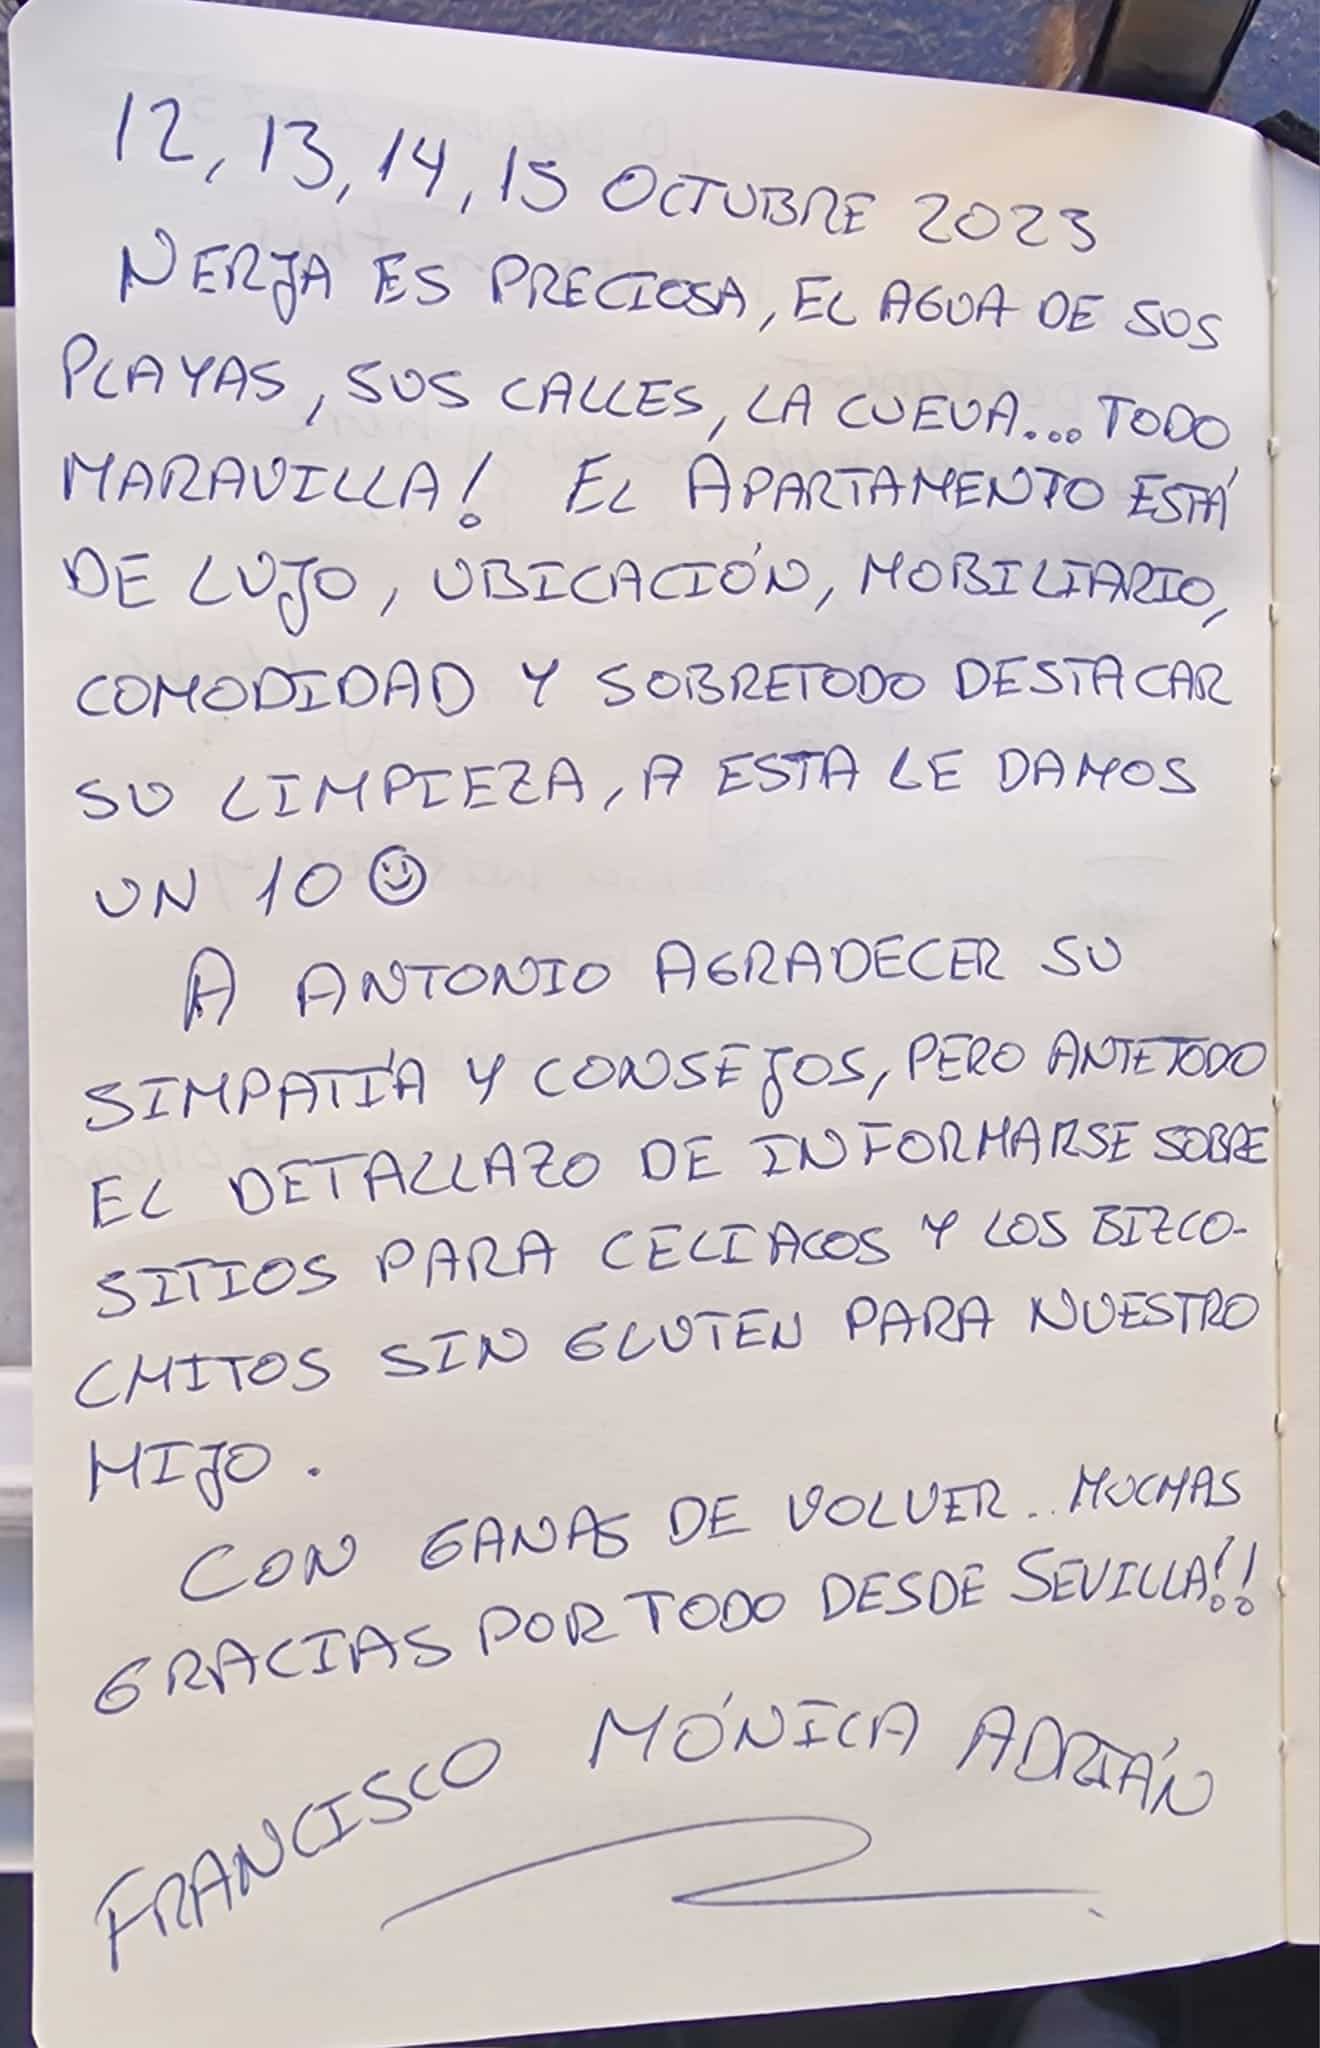 12, 13, 14, 15 OCTUBRE 2023
NERJA ES PRECIOSA, EL AGUA DE SUS
PLAYAS, SUS CALLES, LA CUEVA... TODO
MARAVILLA! EL APARTAMENTO ESTÁ
DE LUJO, UBICACIÓN, MOBILIARIO,
COMODIDAD Y SOBRETODO DESTACAR
SU LIMPIEZA, A ESTA LE DAMOS
UN 10 ☺
A ANTONIO AGRADECER SU
SIMPATÍA Y CONSEJOS, PERO ANTETODO
EL DETALLAZO DE INFORMARSE SOBRE
SITIOS PARA CELIACOS Y LOS BIZCO-
CHITOS SIN GLUTEN PARA NUESTRO
HIJO.
CON GANAS DE VOLVER.. MUCHAS
GRACIAS POR TODO DESDE SEVILLA!!
FRANCISCO MÓNICA ADRIÁN